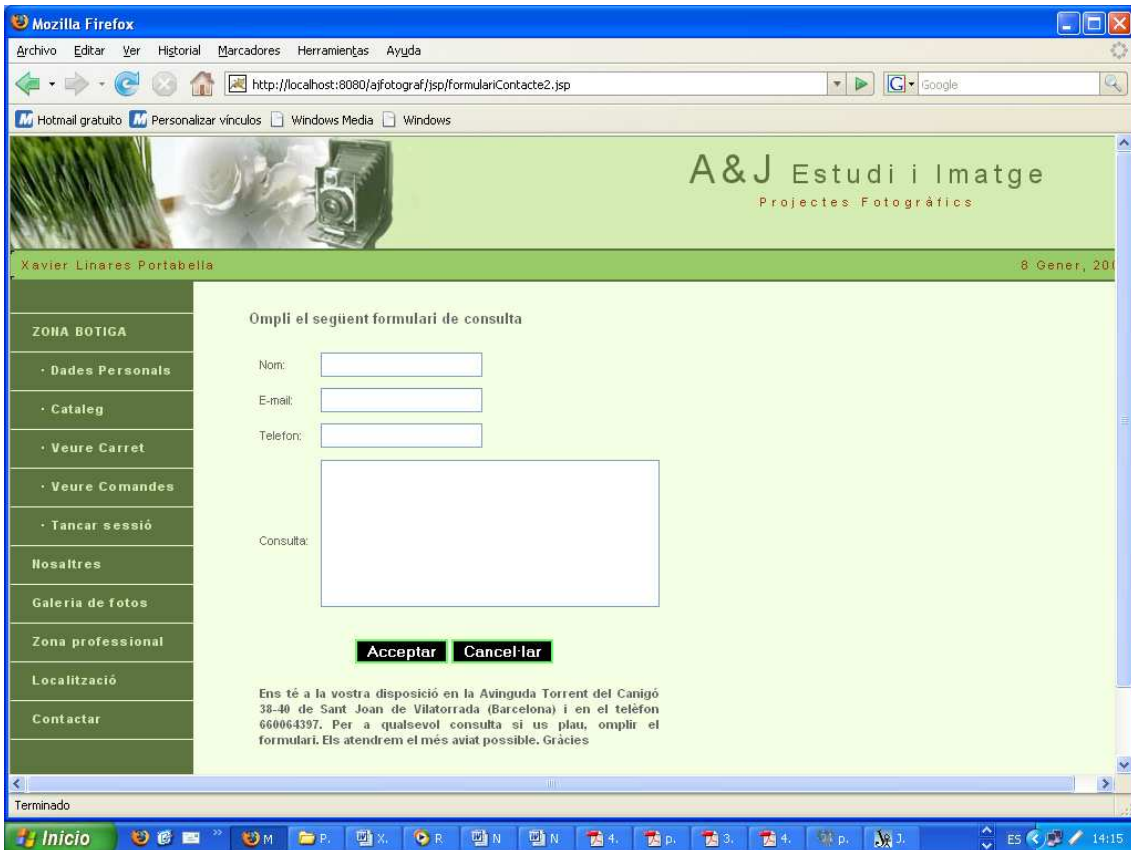 Mozilla Firefox
Archivo Editar Ver Historial Marcadores Herramientas Ayuda
http://localhost:8080/ajfotograf/jsp/formulariContacte2.jsp
G Google
Hotmail gratuito Personalizar vínculos Windows Media Windows
A&J Estudi i Imatge
Projectes Fotogràfics
Xavier Linares Portabella
8 Gener, 200
ZONA BOTIGA
· Dades Personals
· Cataleg
· Veure Carret
· Veure Comandes
· Tancar sessió
Nosaltres
Galeria de fotos
Zona professional
Localització
Contactar
Ompli el següent formulari de consulta
Nom:
E-mail:
Telefon:
Consulta:
Acceptar Cancel·lar
Ens té a la vostra disposició en la Avinguda Torrent del Canigó
38-40 de Sant Joan de Vilatorrada (Barcelona) i en el telèfon
660064397. Per a qualsevol consulta si us plau, omplir el
formulari. Els atendrem el més aviat possible. Gràcies
Terminado
Inicio M P. X. R N N 4. p. 3. 4. p. J. ES 14:15